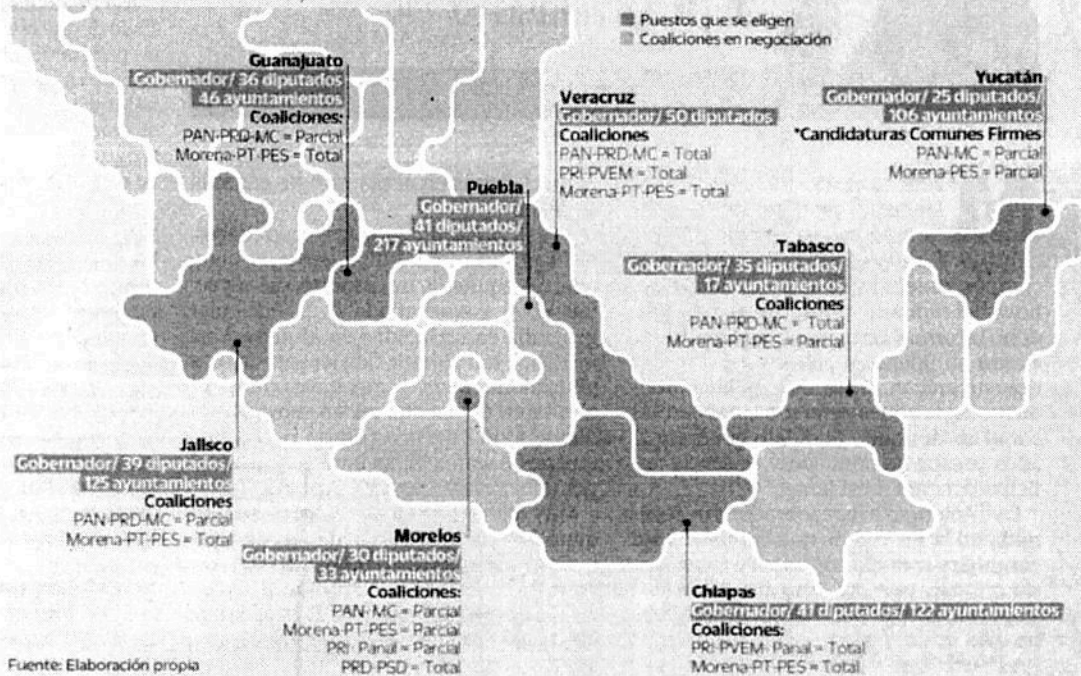 Puestos que se eligen
Coaliciones en negociación
Guanajuato
Gobernador/ 36 diputados
46 ayuntamientos
Coaliciones:
PAN-PRD-MC = Parcial
Morena-PT-PES = Total
Puebla
Gobernador/
41 diputados/
217 ayuntamientos
Veracruz
Gobernador/ 50 diputados
Coaliciones
PAN-PRD-MC = Total
PRI-PVEM = Total
Morena-PT-PES = Total
Yucatán
Gobernador/ 25 diputados/
106 ayuntamientos
*Candidaturas Comunes Firmes
PAN-MC = Parcial
Morena-PES = Parcial
Tabasco
Gobernador/ 35 diputados/
17 ayuntamientos
Coaliciones
PAN-PRD-MC = Total
Morena-PT-PES = Parcial
Jalisco
Gobernador/ 39 diputados/
125 ayuntamientos
Coaliciones
PAN-PRD-MC = Parcial
Morena-PT-PES = Total
Morelos
Gobernador/ 30 diputados/
33 ayuntamientos
Coaliciones:
PAN-MC = Parcial
Morena-PT-PES = Parcial
PRI-Panal = Parcial
PRD-PSD = Total
Chiapas
Gobernador/ 41 diputados/ 122 ayuntamientos
Coaliciones:
PRI-PVEM- Panal = Total
Morena-PT-PES = Total
Fuente: Elaboración propia